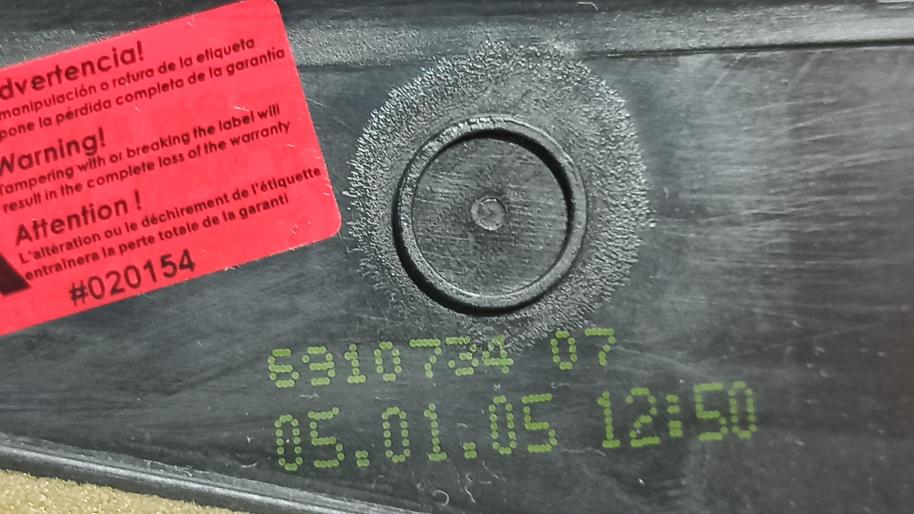 dvertencia!
manipulación o rotura de la etiqueta
pone la pérdida completa de la garantia
Warning!
Tampering with or breaking the label will
result in the complete loss of the warranty
Attention !
L'altération ou le déchirement de l'étiquette
entraînera la perte totale de la garanti
#020154
6910734 07
05.01.05 12:50